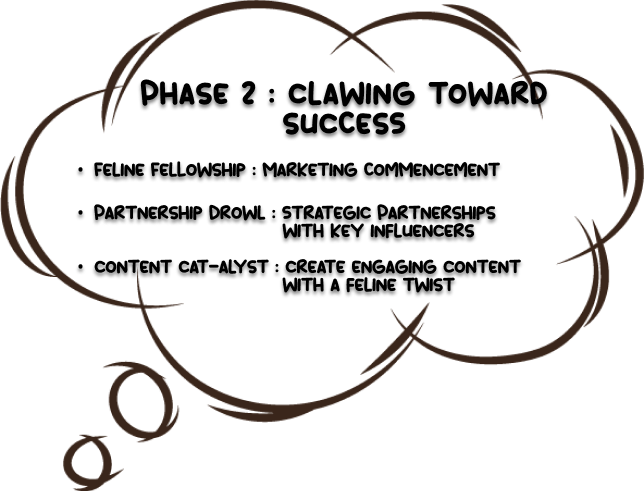 Phase 2 : Clawing Toward
Success
• Feline Fellowship : Marketing Commencement
• Partnership Drowl : Strategic Partnerships
with Key Influencers
• Content Cat-alyst : Create engaging content
with a feline twist